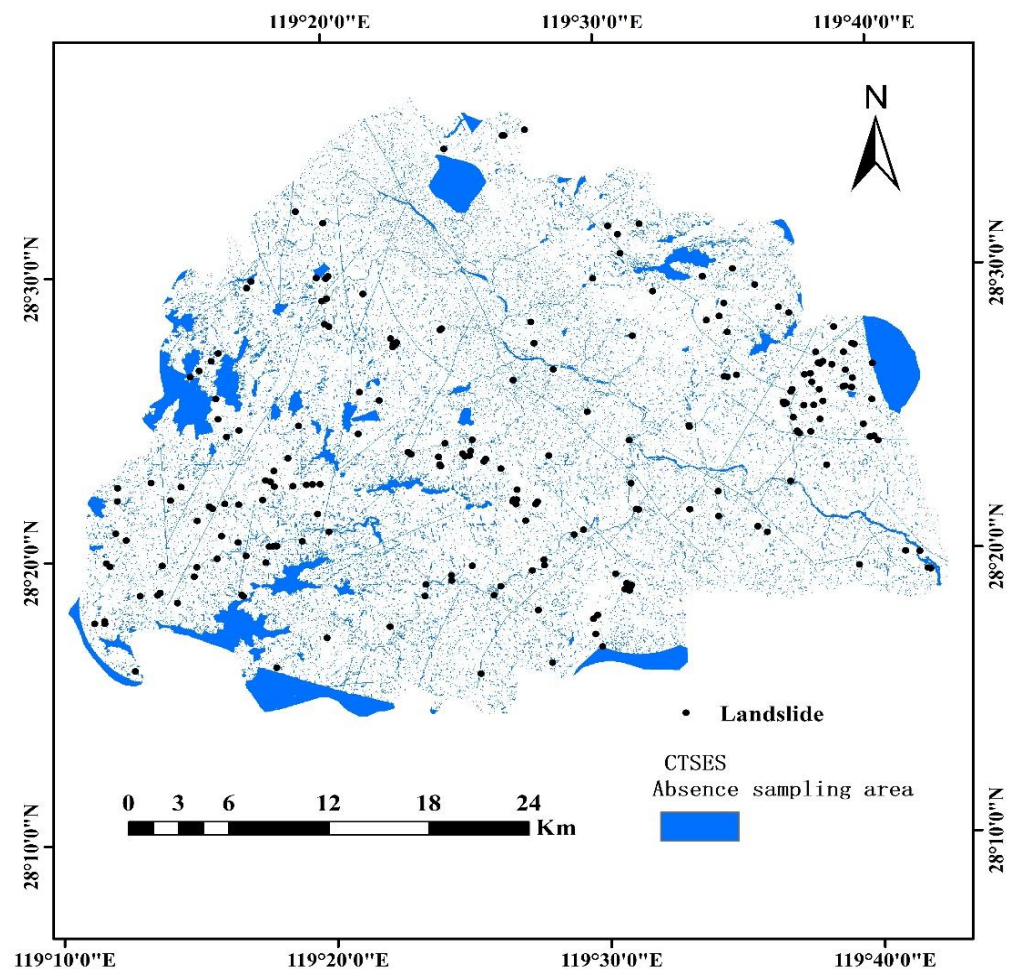 119°20'0"E 119°30'0"E 119°40'0"E
N
28°30'0"N 28°30'0"N
28°20'0"N 28°20'0"N
Landslide
CTSES
Absence sampling area
0 3 6 12 18 24
Km
28°10'0"N 28°10'0"N
119°10'0"E 119°20'0"E 119°30'0"E 119°40'0"E